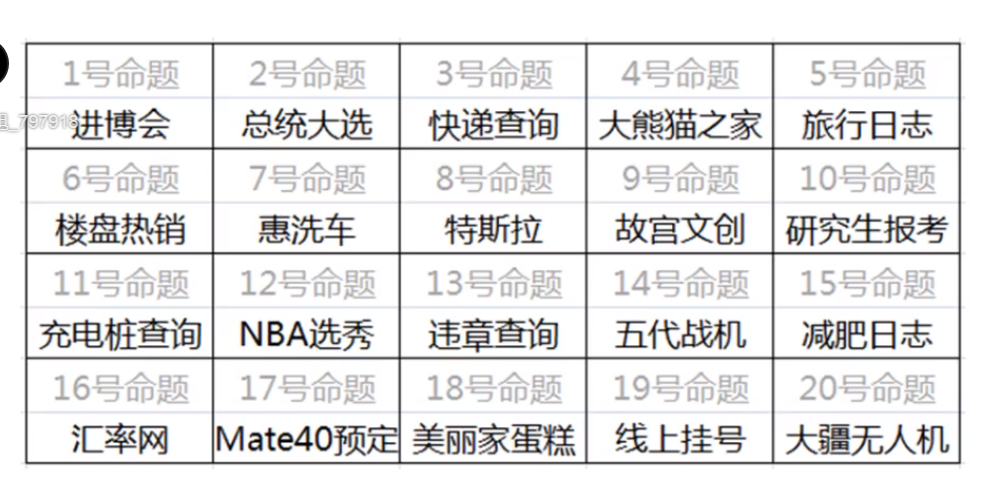 1号命题 2号命题 3号命题 4号命题 5号命题
进博会 总统大选 快递查询 大熊猫之家 旅行日志
6号命题 7号命题 8号命题 9号命题 10号命题
楼盘热销 惠洗车 特斯拉 故宫文创 研究生报考
11号命题 12号命题 13号命题 14号命题 15号命题
充电桩查询 NBA选秀 违章查询 五代战机 减肥日志
16号命题 17号命题 18号命题 19号命题 20号命题
汇率网 Mate40预定 美丽家蛋糕 线上挂号 大疆无人机